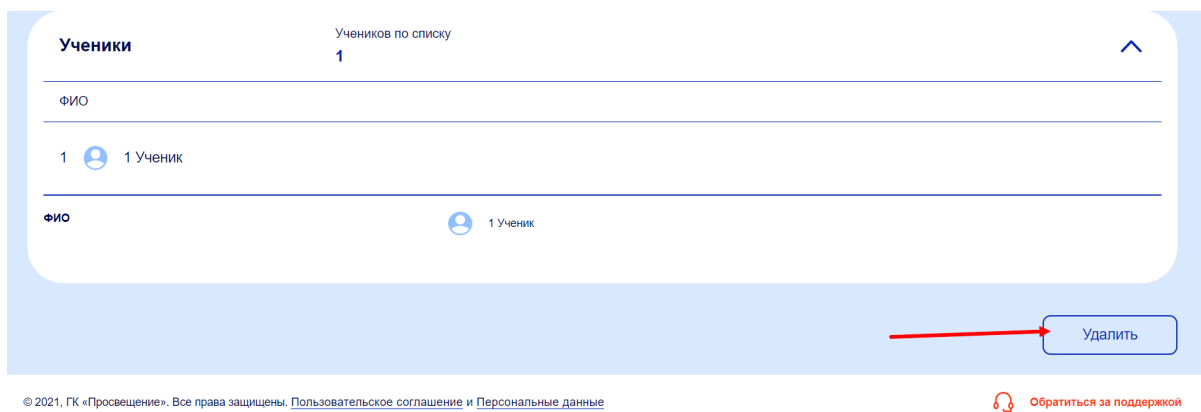 Ученики
Учеников по списку
1
ФИО
1 1 Ученик
ФИО 1 Ученик
Удалить
© 2021, ГК «Просвещение». Все права защищены. Пользовательское соглашение и Персональные данные
Обратиться за поддержкой